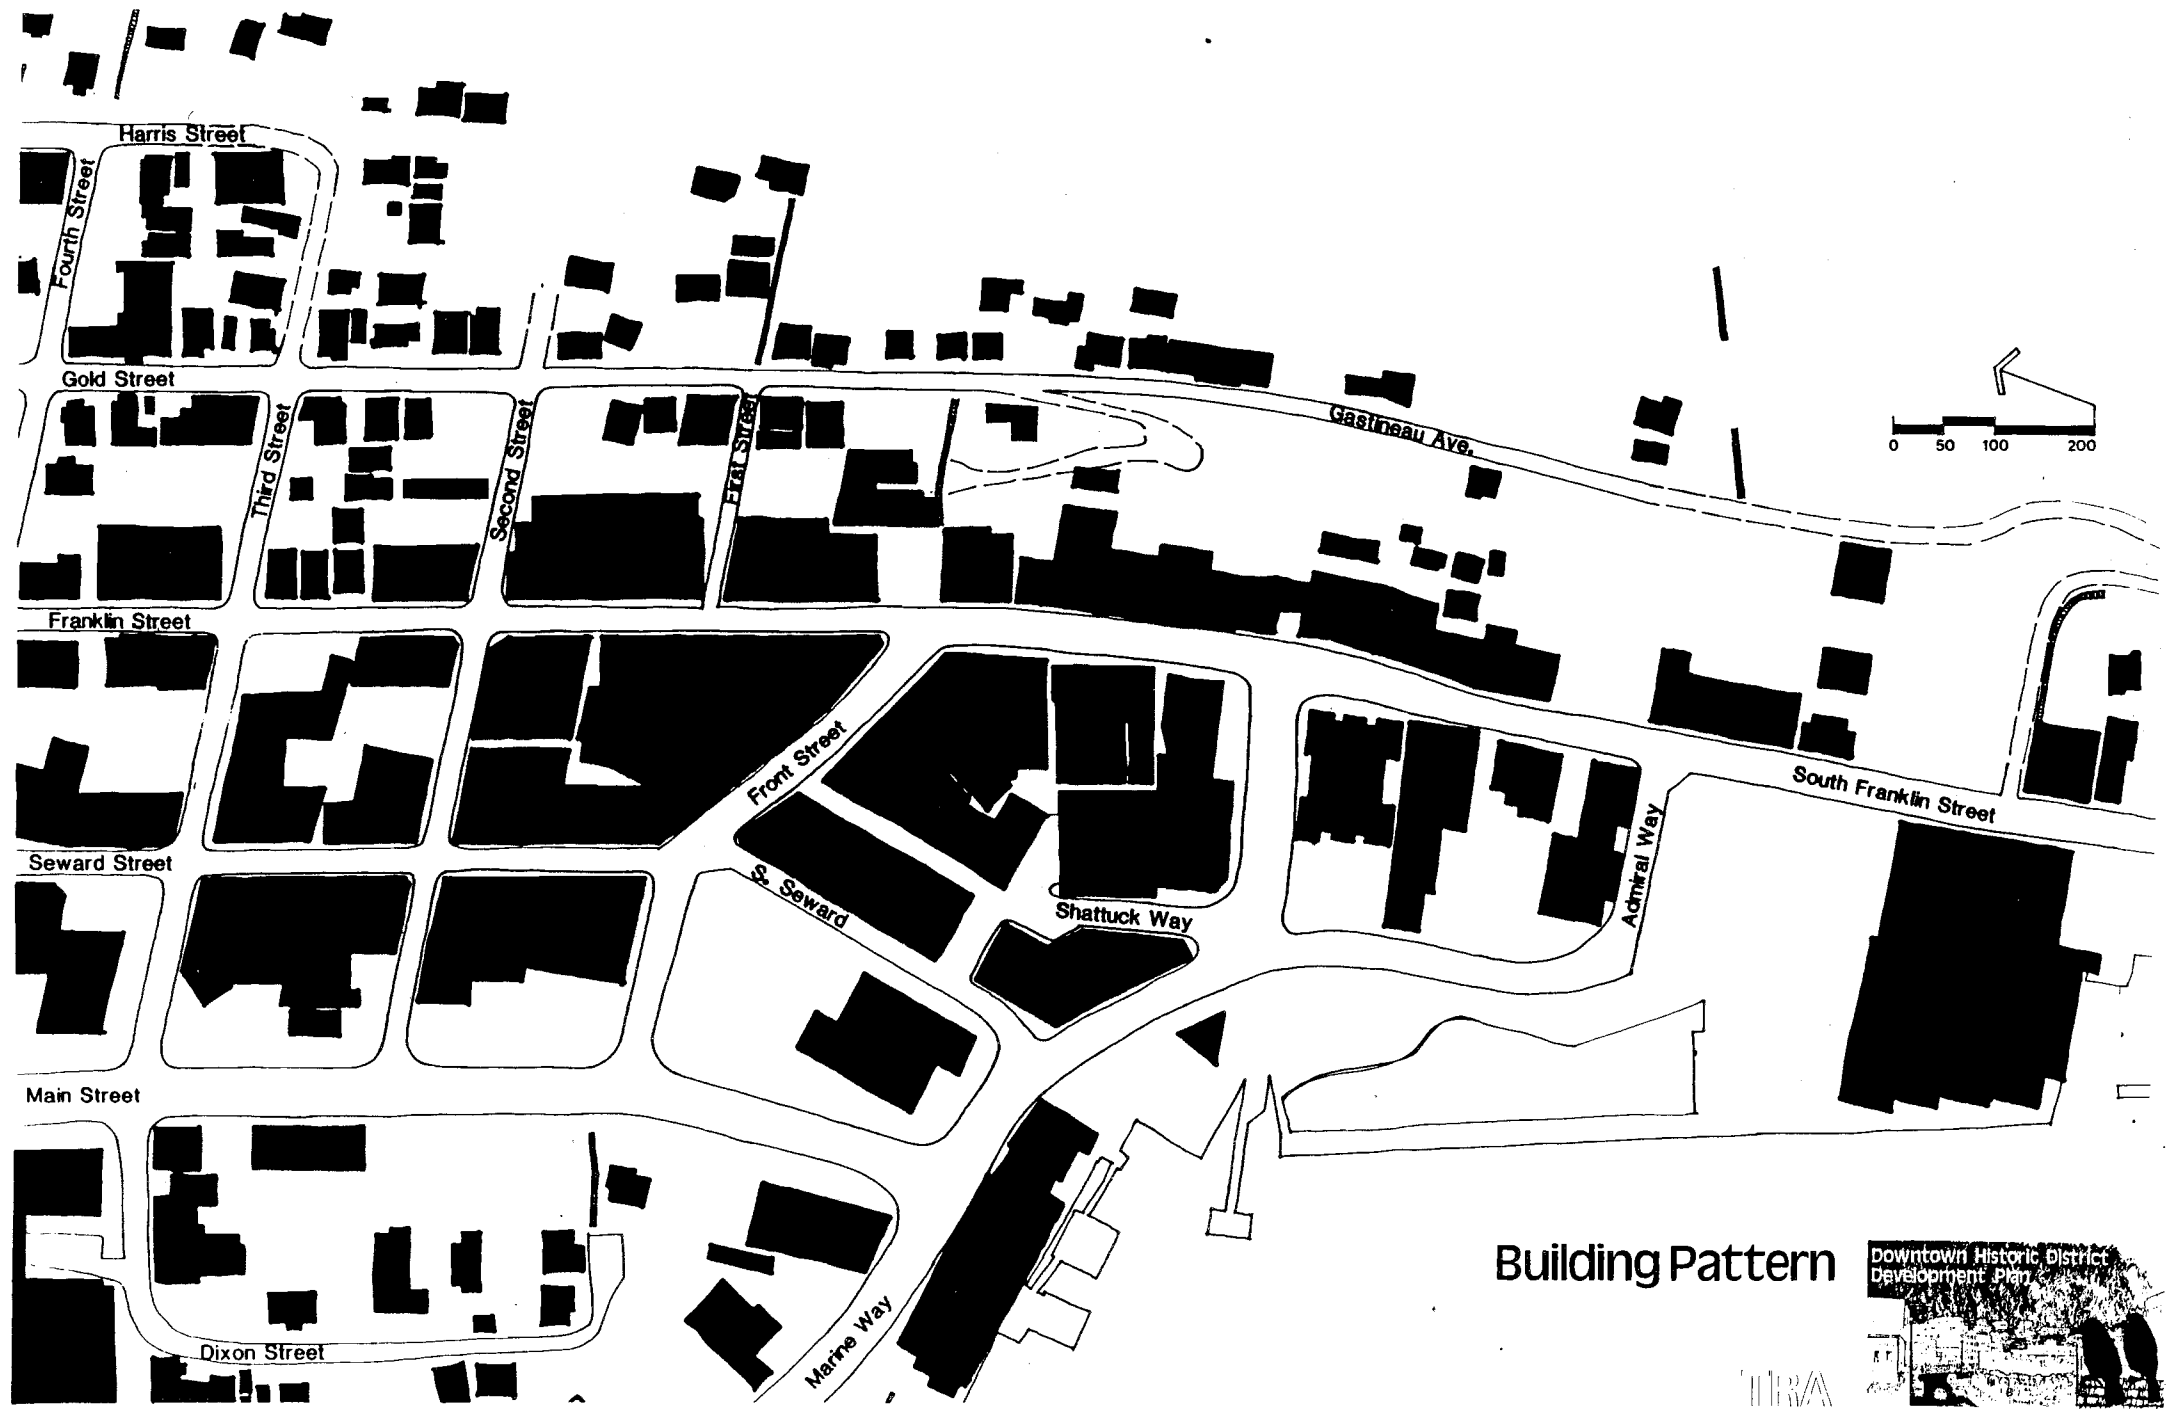 Harris Street
Fourth Street
Gold Street
Third Street
Second Street
First Street
Gastineau Ave.
0 50 100 200
Franklin Street
Front Street
South Franklin Street
Seward Street
S. Seward
Shattuck Way
Admiral Way
Main Street
Dixon Street
Marine Way
Building Pattern
Downtown Historic District
Development Plan
TRA